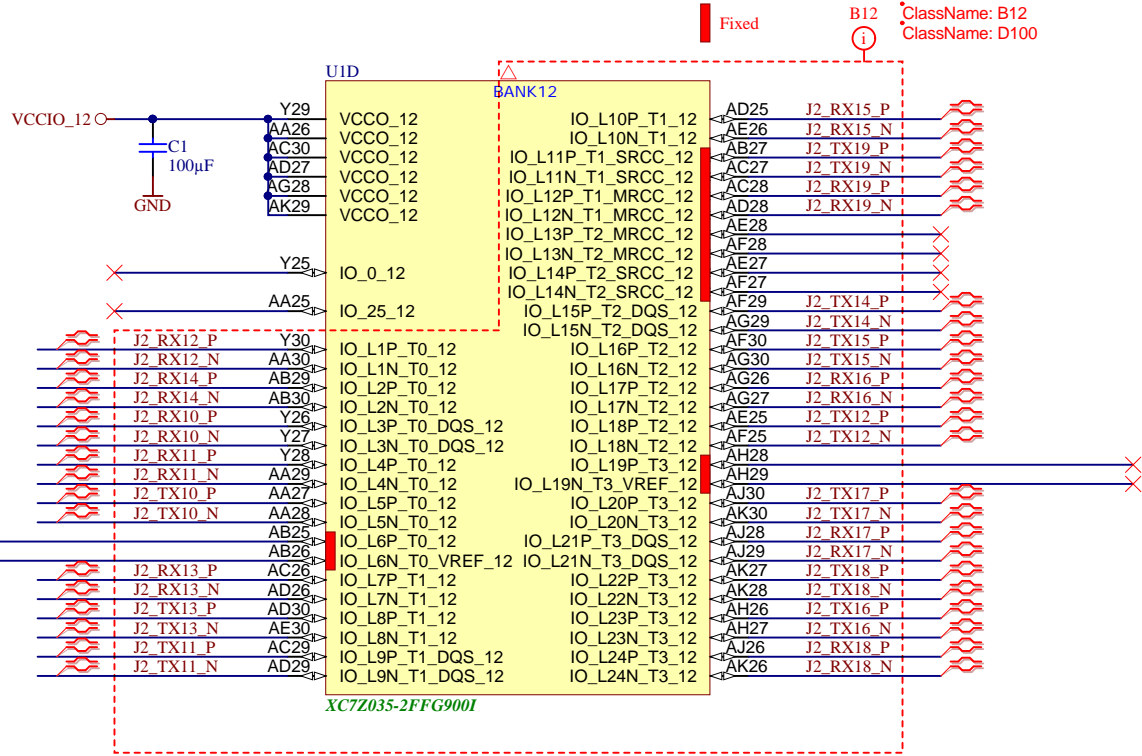 Fixed
B12
ClassName: B12
ClassName: D100
i
U1D
BANK12
VCCIO_12
C1
100µF
GND
Y29 VCCO_12
AA26 VCCO_12
AC30 VCCO_12
AD27 VCCO_12
AG28 VCCO_12
AK29 VCCO_12
Y25 IO_0_12
AA25 IO_25_12
J2_RX12_P Y30 IO_L1P_T0_12
J2_RX12_N AA30 IO_L1N_T0_12
J2_RX14_P AB29 IO_L2P_T0_12
J2_RX14_N AB30 IO_L2N_T0_12
J2_RX10_P Y26 IO_L3P_T0_DQS_12
J2_RX10_N Y27 IO_L3N_T0_DQS_12
J2_RX11_P Y28 IO_L4P_T0_12
J2_RX11_N AA29 IO_L4N_T0_12
J2_TX10_P AA27 IO_L5P_T0_12
J2_TX10_N AA28 IO_L5N_T0_12
AB25 IO_L6P_T0_12
AB26 IO_L6N_T0_VREF_12
J2_RX13_P AC26 IO_L7P_T1_12
J2_RX13_N AD26 IO_L7N_T1_12
J2_TX13_P AD30 IO_L8P_T1_12
J2_TX13_N AE30 IO_L8N_T1_12
J2_TX11_P AC29 IO_L9P_T1_DQS_12
J2_TX11_N AD29 IO_L9N_T1_DQS_12
IO_L10P_T1_12 AD25 J2_RX15_P
IO_L10N_T1_12 AE26 J2_RX15_N
IO_L11P_T1_SRCC_12 AB27 J2_TX19_P
IO_L11N_T1_SRCC_12 AC27 J2_TX19_N
IO_L12P_T1_MRCC_12 AC28 J2_RX19_P
IO_L12N_T1_MRCC_12 AD28 J2_RX19_N
IO_L13P_T2_MRCC_12 AE28
IO_L13N_T2_MRCC_12 AF28
IO_L14P_T2_SRCC_12 AE27
IO_L14N_T2_SRCC_12 AF27
IO_L15P_T2_DQS_12 AF29 J2_TX14_P
IO_L15N_T2_DQS_12 AG29 J2_TX14_N
IO_L16P_T2_12 AF30 J2_TX15_P
IO_L16N_T2_12 AG30 J2_TX15_N
IO_L17P_T2_12 AG26 J2_RX16_P
IO_L17N_T2_12 AG27 J2_RX16_N
IO_L18P_T2_12 AE25 J2_TX12_P
IO_L18N_T2_12 AF25 J2_TX12_N
IO_L19P_T3_12 AH28
IO_L19N_T3_VREF_12 AH29
IO_L20P_T3_12 AJ30 J2_TX17_P
IO_L20N_T3_12 AK30 J2_TX17_N
IO_L21P_T3_DQS_12 AJ28 J2_RX17_P
IO_L21N_T3_DQS_12 AJ29 J2_RX17_N
IO_L22P_T3_12 AK27 J2_TX18_P
IO_L22N_T3_12 AK28 J2_TX18_N
IO_L23P_T3_12 AH26 J2_TX16_P
IO_L23N_T3_12 AH27 J2_TX16_N
IO_L24P_T3_12 AJ26 J2_RX18_P
IO_L24N_T3_12 AK26 J2_RX18_N
XC7Z035-2FFG900I